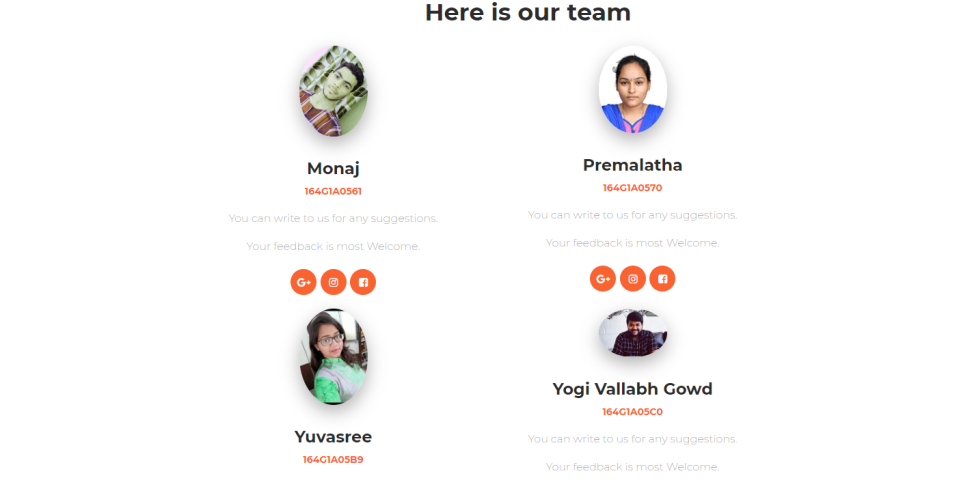 Here is our team
Monaj
164G1A0561
You can write to us for any suggestions.
Your feedback is most Welcome.
G+
Premalatha
164G1A0570
You can write to us for any suggestions.
Your feedback is most Welcome.
G+
Yuvasree
164G1A05B9
Yogi Vallabh Gowd
164G1A05C0
You can write to us for any suggestions.
Your feedback is most Welcome.